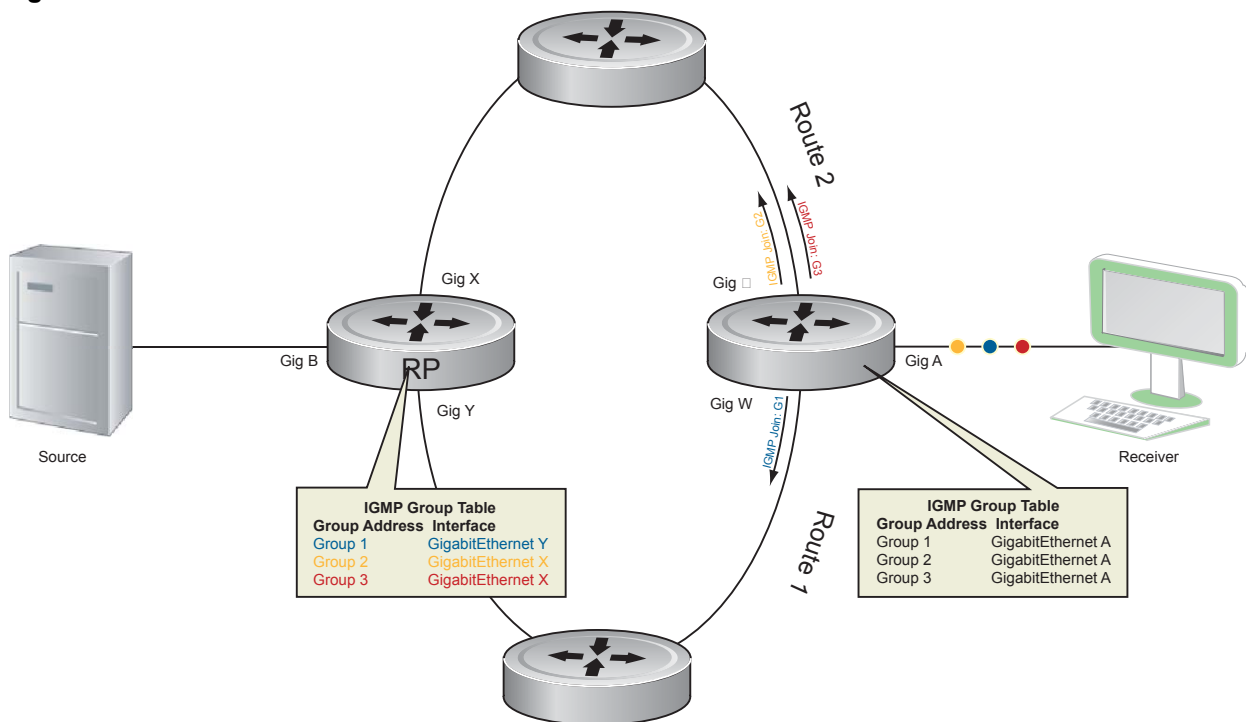 Route 2
IGMP Join: G2
IGMP Join: G3
Gig X
Gig □
Gig B
RP
Gig A
Gig Y
Gig W
IGMP Join: G1
Source
Receiver
IGMP Group Table
Group Address Interface
Group 1 GigabitEthernet Y
Group 2 GigabitEthernet X
Group 3 GigabitEthernet X
Route 1
IGMP Group Table
Group Address Interface
Group 1 GigabitEthernet A
Group 2 GigabitEthernet A
Group 3 GigabitEthernet A